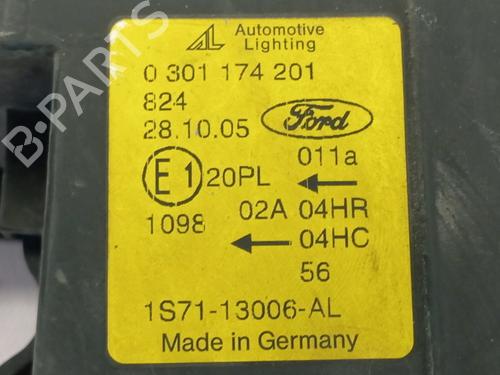 Automotive
Lighting
0 301 174 201
824
28.10.05
Ford
011a
E1
20PL
1098
02A 04HR
04HC
56
1S71-13006-AL
Made in Germany